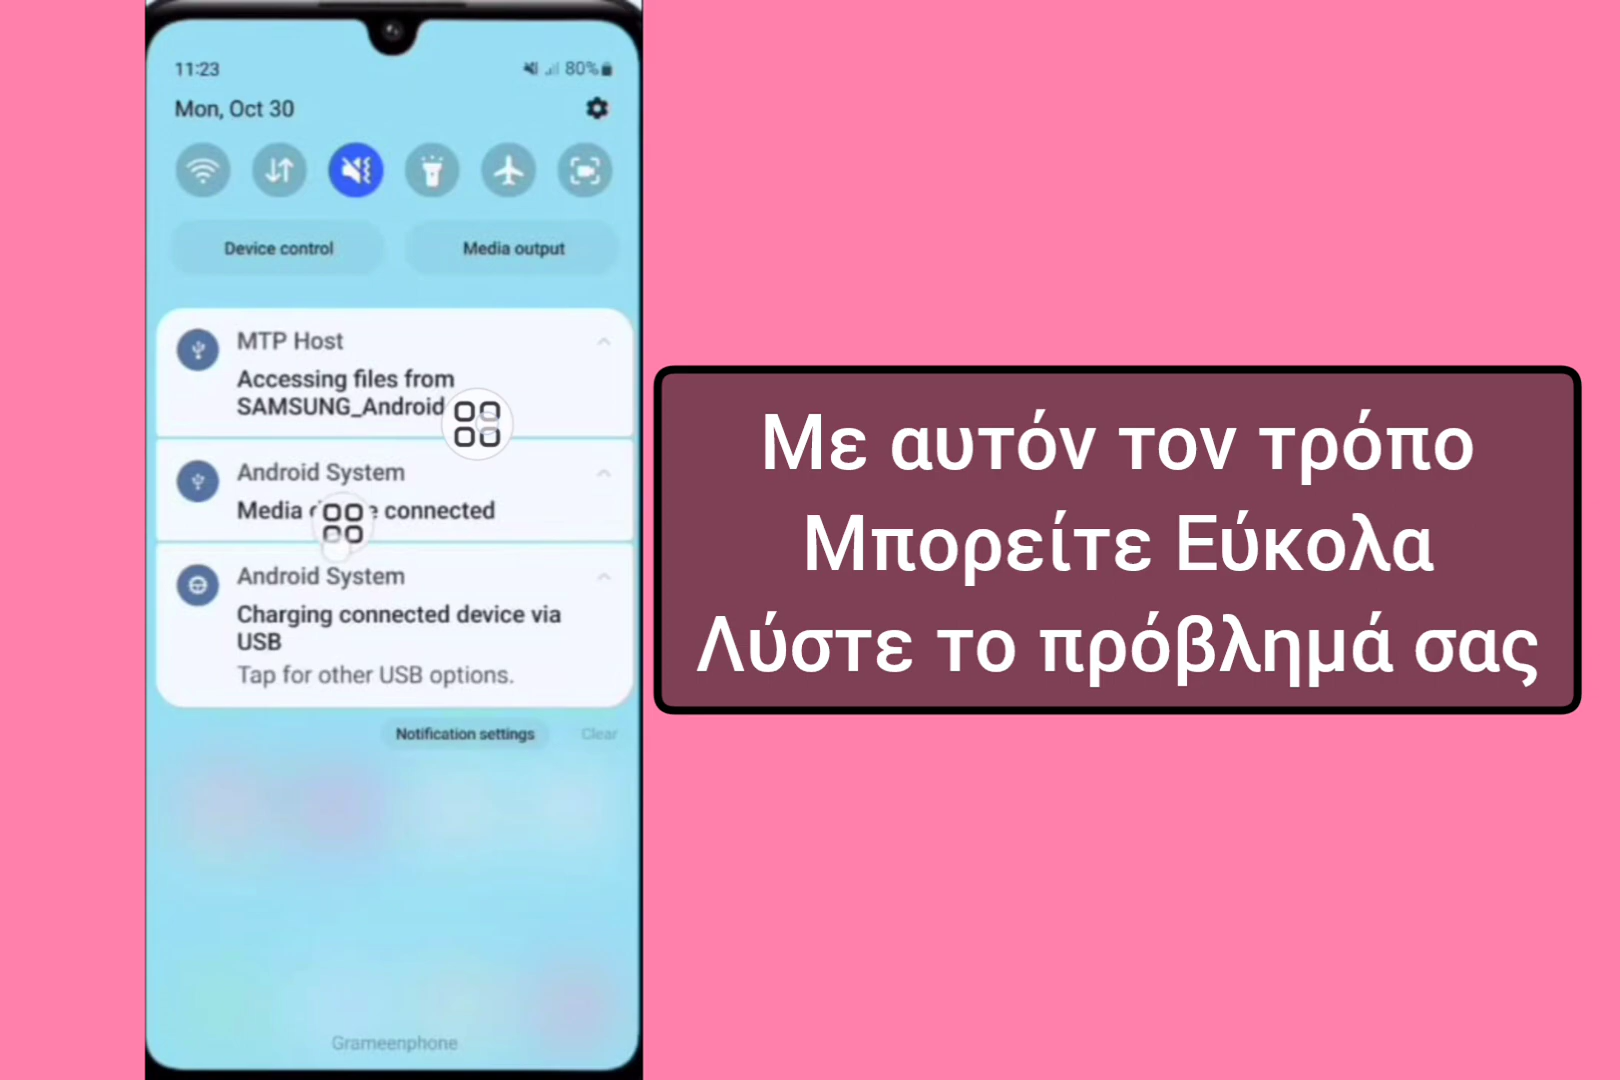 11:23
80%
Mon, Oct 30
Device control
Media output
MTP Host
Accessing files from
SAMSUNG_Android
Android System
Media connected
Android System
Charging connected device via
USB
Tap for other USB options.
Notification settings
Clear
Grameenphone
Με αυτόν τον τρόπο
Μπορείτε Εύκολα
Λύστε το πρόβλημά σας